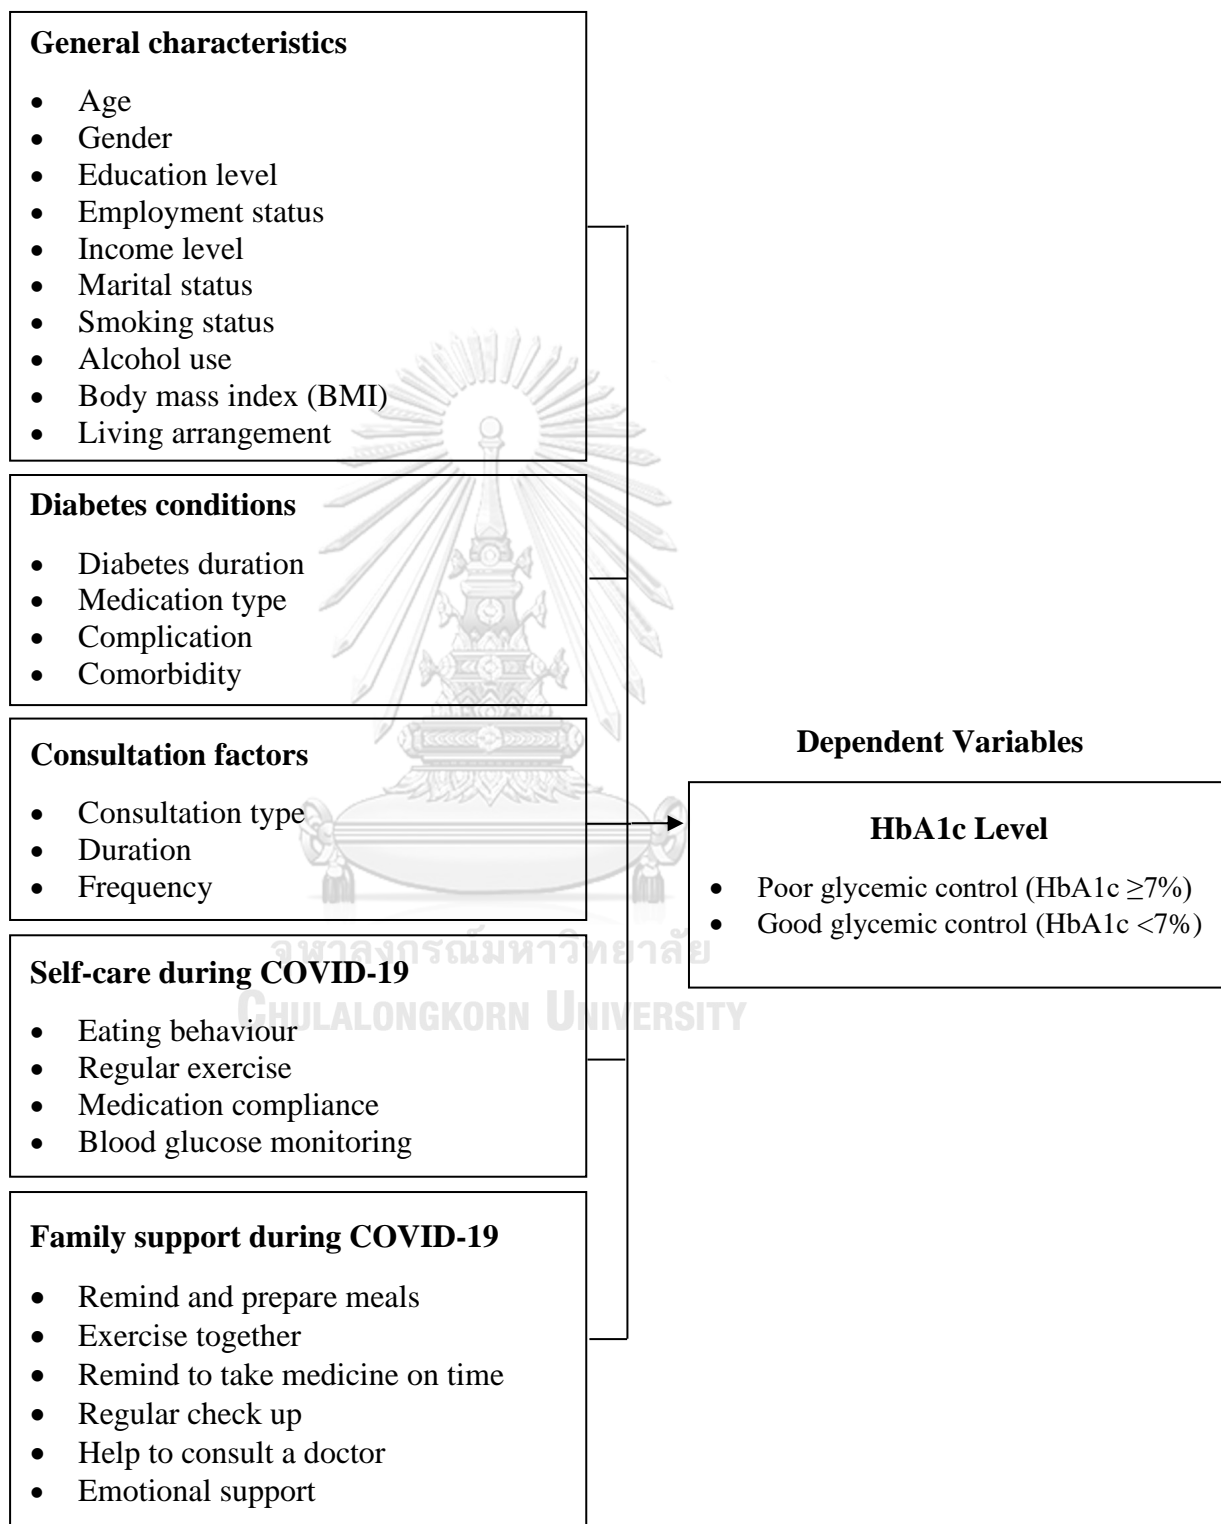 General characteristics
• Age
• Gender
• Education level
• Employment status
• Income level
• Marital status
• Smoking status
• Alcohol use
• Body mass index (BMI)
• Living arrangement
Diabetes conditions
• Diabetes duration
• Medication type
• Complication
• Comorbidity
Consultation factors
• Consultation type
• Duration
• Frequency
Self-care during COVID-19
• Eating behaviour
• Regular exercise
• Medication compliance
• Blood glucose monitoring
Family support during COVID-19
• Remind and prepare meals
• Exercise together
• Remind to take medicine on time
• Regular check up
• Help to consult a doctor
• Emotional support
Dependent Variables
HbA1c Level
• Poor glycemic control (HbA1c ≥7%)
• Good glycemic control (HbA1c <7%)
จุฬาลงกรณ์มหาวิทยาลัย
CHULALONGKORN UNIVERSITY